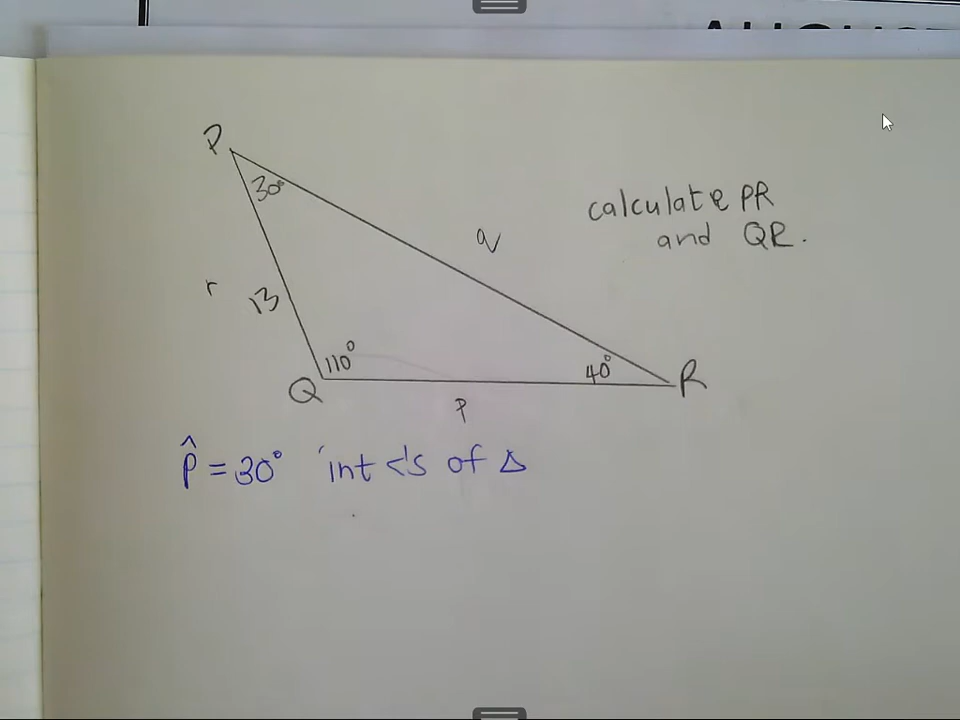 P
30°
calculate PR
and QR.
q
r
13
110°
40°
Q
R
p
P̂ = 30° int <'s of Δ